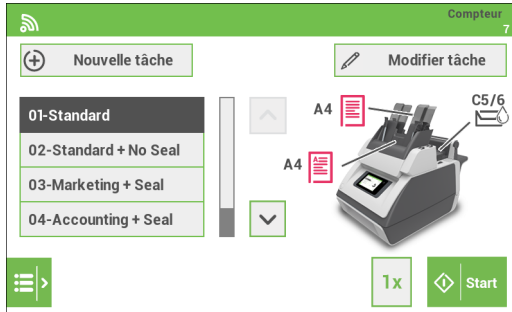 Compteur
7
Nouvelle tâche
Modifier tâche
01-Standard
02-Standard + No Seal
03-Marketing + Seal
04-Accounting + Seal
A4
C5/6
A4
1x
Start